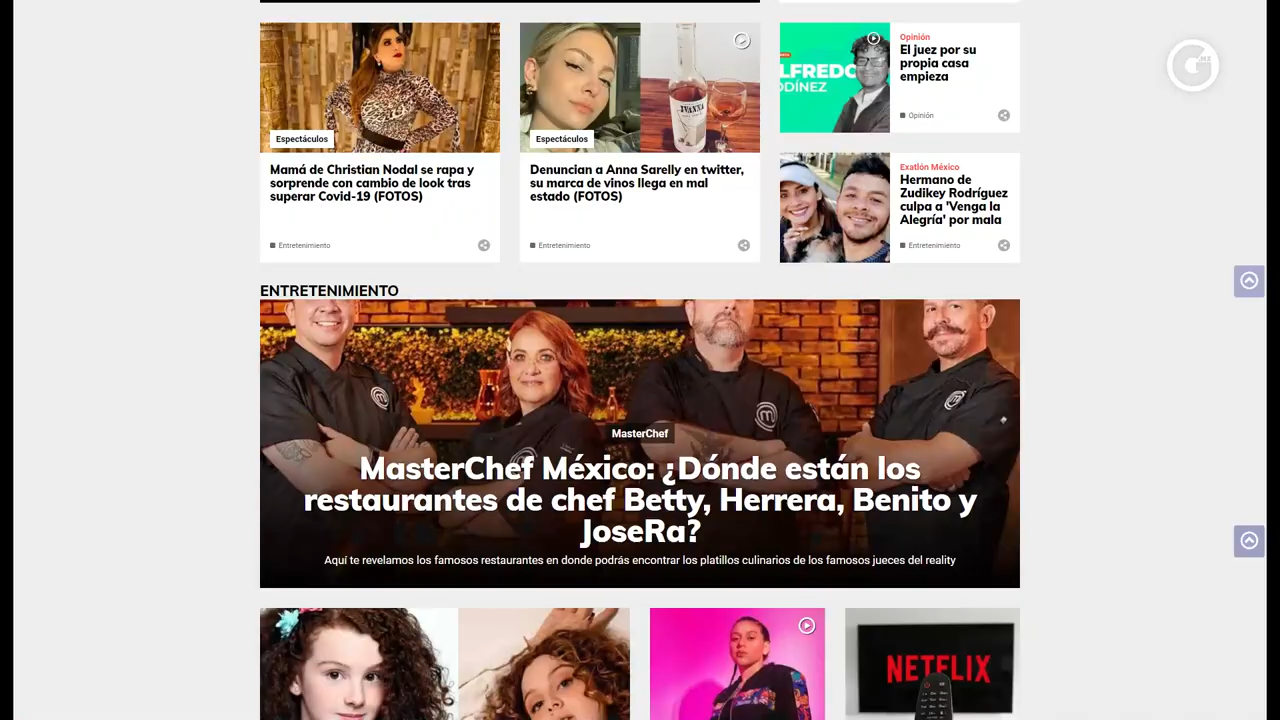 Espectáculos
Mamá de Christian Nodal se rapa y
sorprende con cambio de look tras
superar Covid-19 (FOTOS)
Entretenimiento
IVANNA
Espectáculos
Denuncian a Anna Sarelly en twitter,
su marca de vinos llega en mal
estado (FOTOS)
Entretenimiento
LFREDO
ODÍNEZ
Opinión
El juez por su
propia casa
empieza
Opinión
Exatlón México
Hermano de
Zudikey Rodríguez
culpa a 'Venga la
Alegría' por mala
Entretenimiento
G.MX
ENTRETENIMIENTO
MasterChef
MasterChef México: ¿Dónde están los
restaurantes de chef Betty, Herrera, Benito y
JoseRa?
Aquí te revelamos los famosos restaurantes en donde podrás encontrar los platillos culinarios de los famosos jueces del reality
NETFLIX